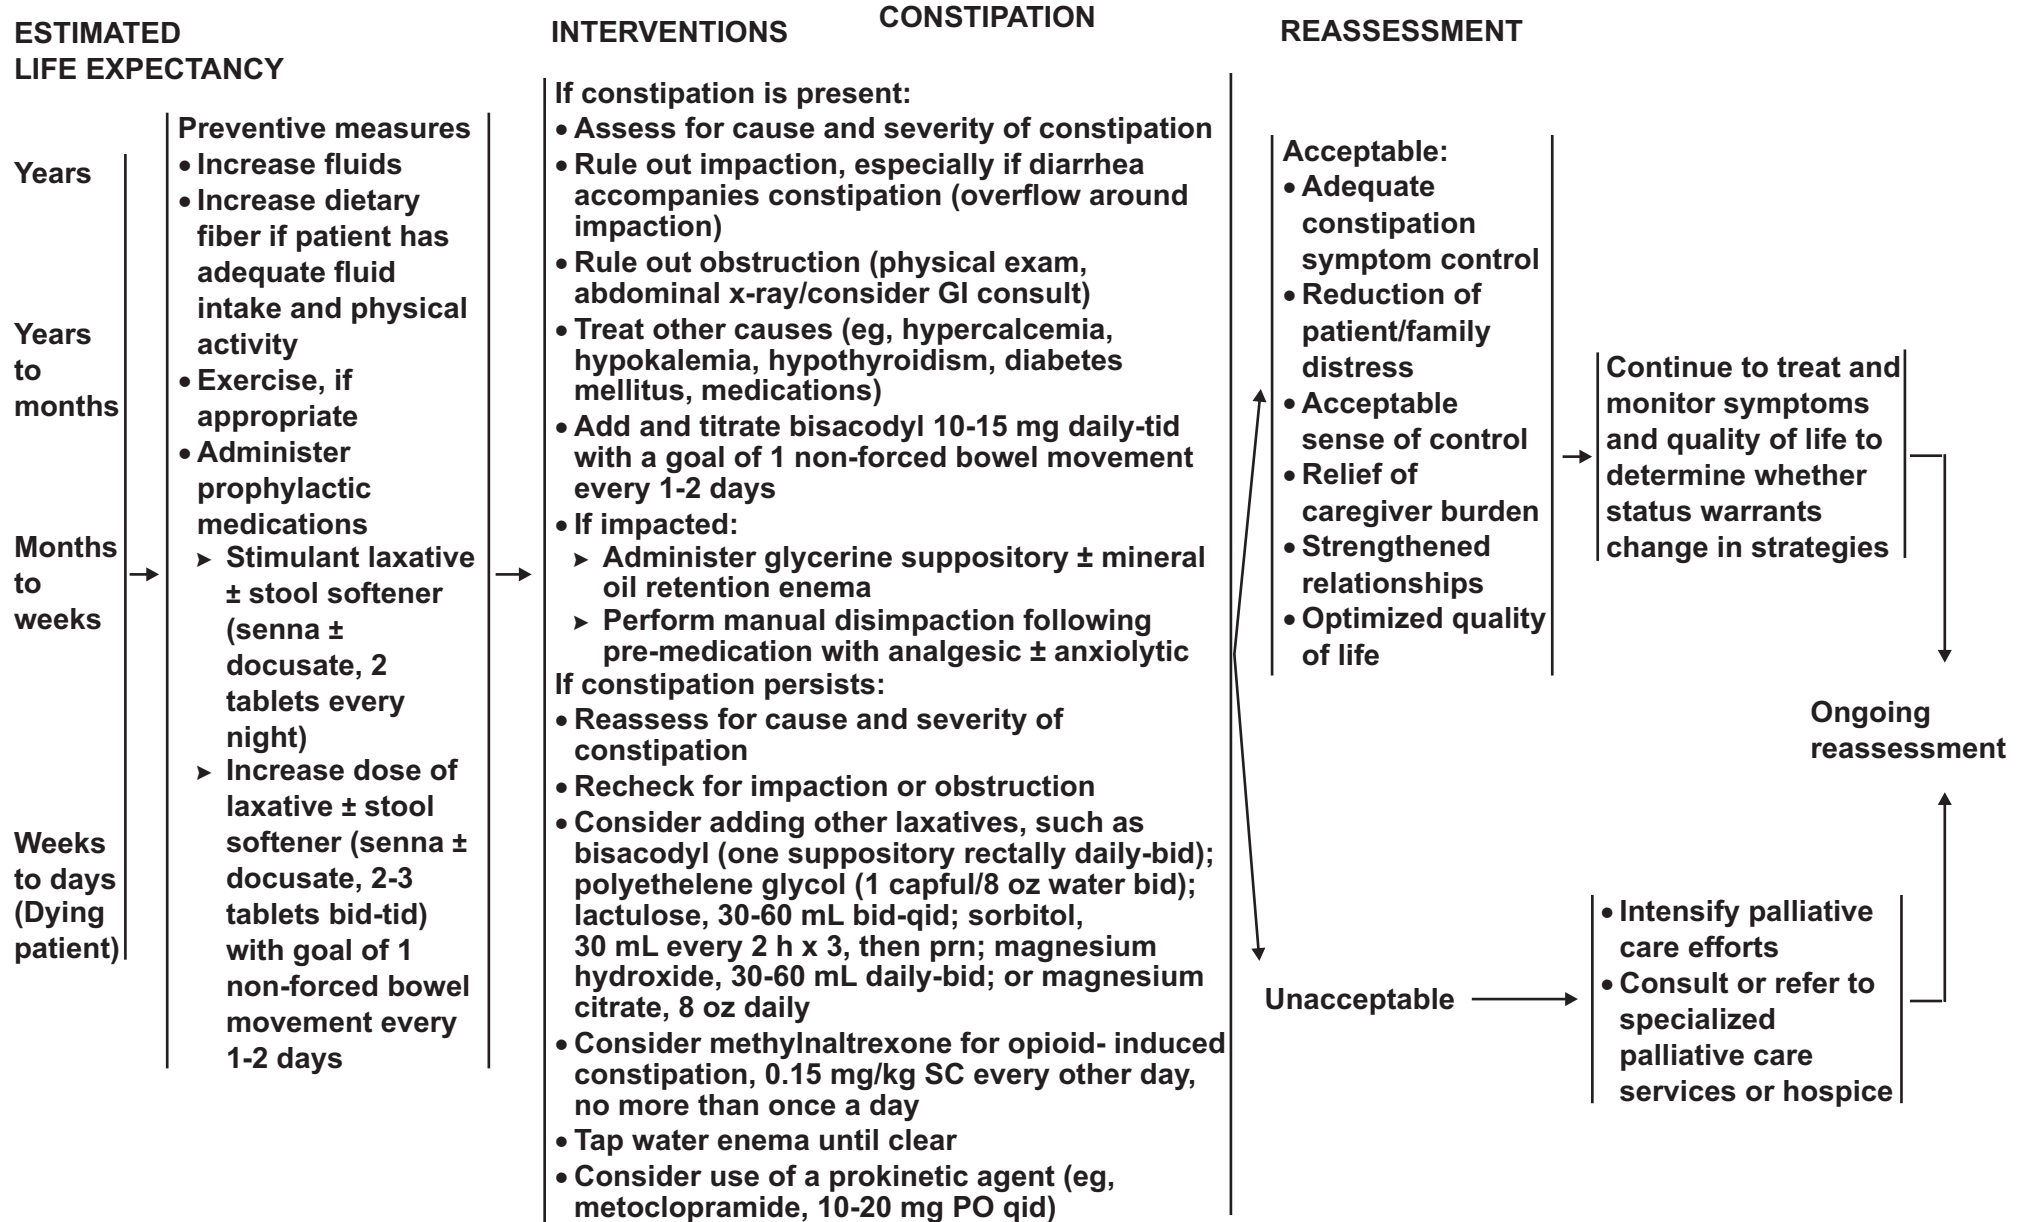 CONSTIPATION
ESTIMATED
LIFE EXPECTANCY
INTERVENTIONS
REASSESSMENT
Years
Years
to
months
Months
to
weeks
Weeks
to days
(Dying
patient)
Preventive measures
• Increase fluids
• Increase dietary
fiber if patient has
adequate fluid
intake and physical
activity
• Exercise, if
appropriate
• Administer
prophylactic
medications
➤ Stimulant laxative
± stool softener
(senna ±
docusate, 2
tablets every
night)
➤ Increase dose of
laxative ± stool
softener (senna ±
docusate, 2-3
tablets bid-tid)
with goal of 1
non-forced bowel
movement every
1-2 days
If constipation is present:
• Assess for cause and severity of constipation
• Rule out impaction, especially if diarrhea
accompanies constipation (overflow around
impaction)
• Rule out obstruction (physical exam,
abdominal x-ray/consider GI consult)
• Treat other causes (eg, hypercalcemia,
hypokalemia, hypothyroidism, diabetes
mellitus, medications)
• Add and titrate bisacodyl 10-15 mg daily-tid
with a goal of 1 non-forced bowel movement
every 1-2 days
• If impacted:
➤ Administer glycerine suppository ± mineral
oil retention enema
➤ Perform manual disimpaction following
pre-medication with analgesic ± anxiolytic
If constipation persists:
• Reassess for cause and severity of
constipation
• Recheck for impaction or obstruction
• Consider adding other laxatives, such as
bisacodyl (one suppository rectally daily-bid);
polyethelene glycol (1 capful/8 oz water bid);
lactulose, 30-60 mL bid-qid; sorbitol,
30 mL every 2 h x 3, then prn; magnesium
hydroxide, 30-60 mL daily-bid; or magnesium
citrate, 8 oz daily
• Consider methylnaltrexone for opioid- induced
constipation, 0.15 mg/kg SC every other day,
no more than once a day
• Tap water enema until clear
• Consider use of a prokinetic agent (eg,
metoclopramide, 10-20 mg PO qid)
Acceptable:
• Adequate
constipation
symptom control
• Reduction of
patient/family
distress
• Acceptable
sense of control
• Relief of
caregiver burden
• Strengthened
relationships
• Optimized quality
of life
Continue to treat and
monitor symptoms
and quality of life to
determine whether
status warrants
change in strategies
Unacceptable
• Intensify palliative
care efforts
• Consult or refer to
specialized
palliative care
services or hospice
Ongoing
reassessment